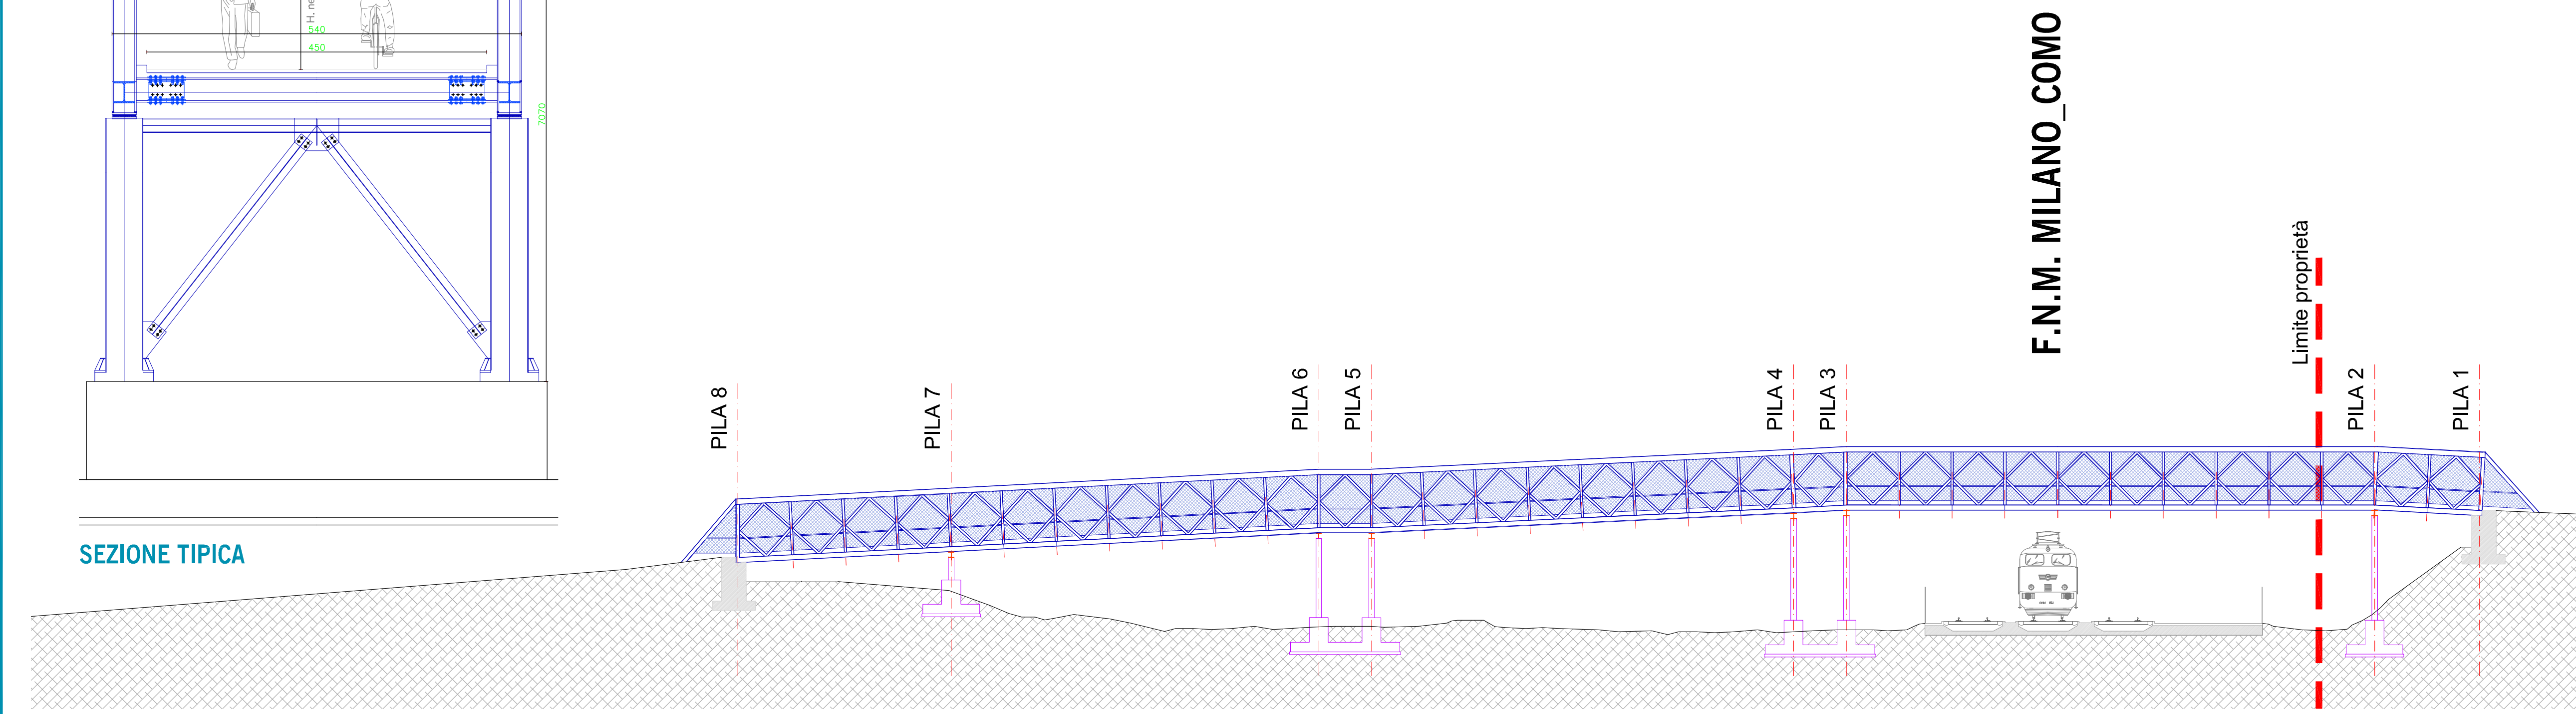 H. ne
540
450
7070
SEZIONE TIPICA
PILA 8
PILA 7
PILA 6
PILA 5
PILA 4
PILA 3
F.N.M. MILANO_COMO
Limite proprietà
PILA 2
PILA 1